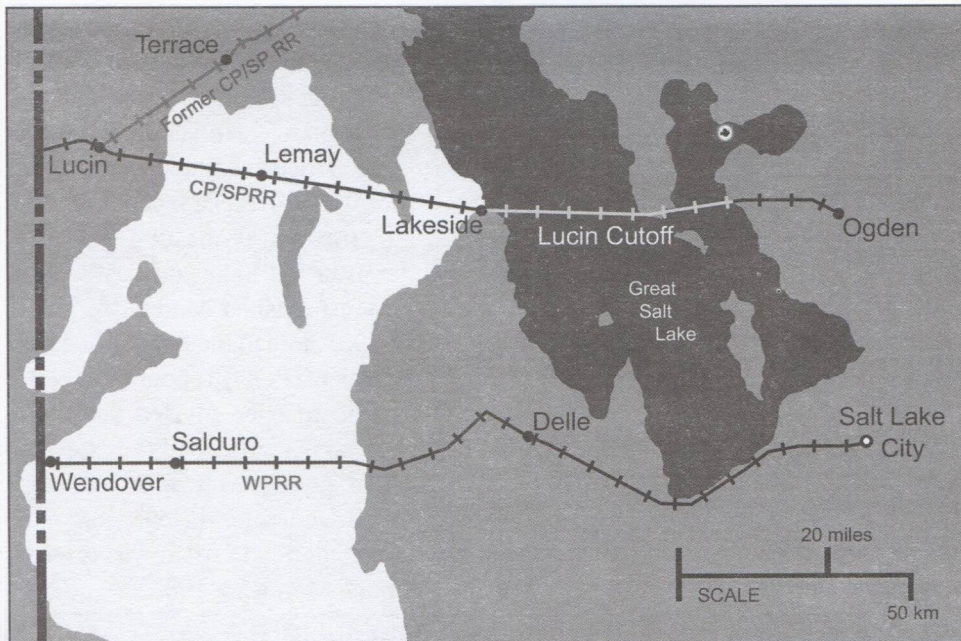 Terrace
Former CP/SP RR
Lucin
Lemay
CP/SPRR
Lakeside
Lucin Cutoff
Ogden
Great
Salt
Lake
Delle
Salt Lake
City
Salduro
Wendover
WPRR
20 miles
SCALE
50 km